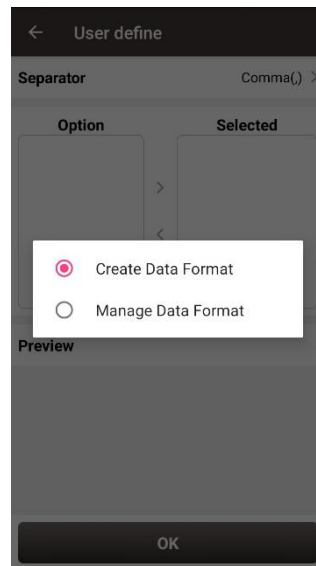 User define
Separator Comma(,)
Option Selected
Create Data Format
Manage Data Format
Preview
OK